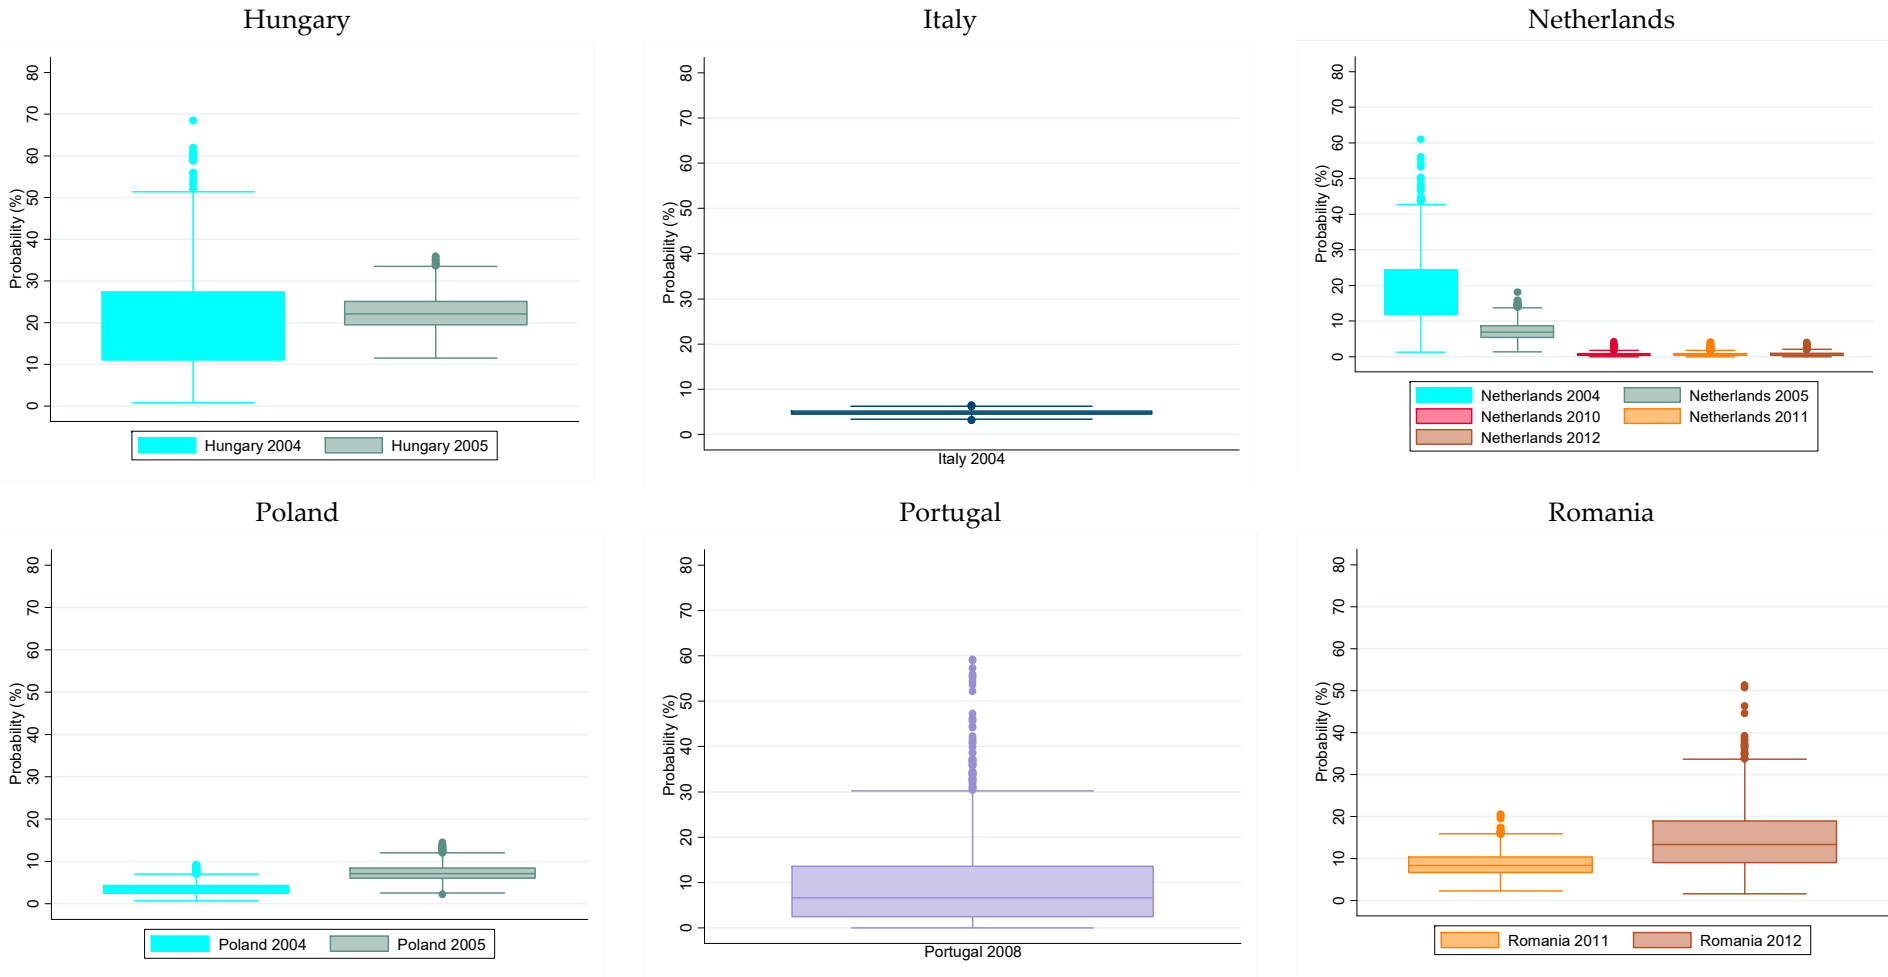 Hungary
Italy
Netherlands
Probability (%)
80
70
60
50
40
30
20
10
0
Hungary 2004
Hungary 2005
Probability (%)
80
70
60
50
40
30
20
10
0
Italy 2004
Probability (%)
80
70
60
50
40
30
20
10
0
Netherlands 2004
Netherlands 2005
Netherlands 2010
Netherlands 2011
Netherlands 2012
Poland
Portugal
Romania
Probability (%)
80
70
60
50
40
30
20
10
0
Poland 2004
Poland 2005
Probability (%)
80
70
60
50
40
30
20
10
0
Portugal 2008
Probability (%)
80
70
60
50
40
30
20
10
0
Romania 2011
Romania 2012